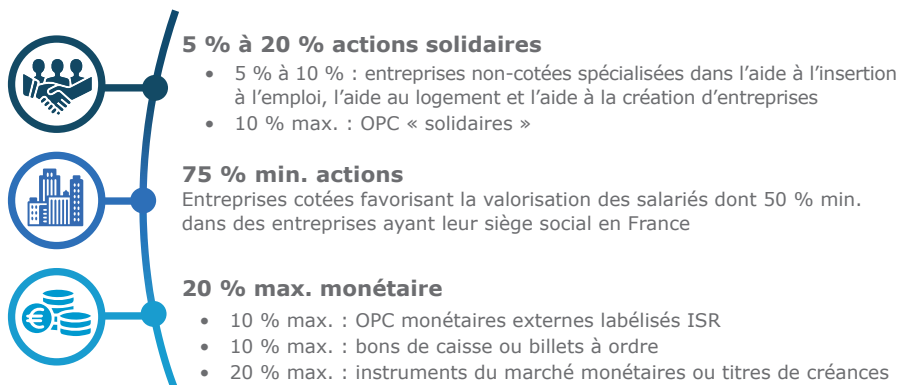 5 % à 20 % actions solidaires
• 5 % à 10 % : entreprises non-cotées spécialisées dans l'aide à l'insertion
à l'emploi, l'aide au logement et l'aide à la création d'entreprises
• 10 % max. : OPC « solidaires »
75 % min. actions
Entreprises cotées favorisant la valorisation des salariés dont 50 % min.
dans des entreprises ayant leur siège social en France
20 % max. monétaire
• 10 % max. : OPC monétaires externes labélisés ISR
• 10 % max. : bons de caisse ou billets à ordre
• 20 % max. : instruments du marché monétaires ou titres de créances